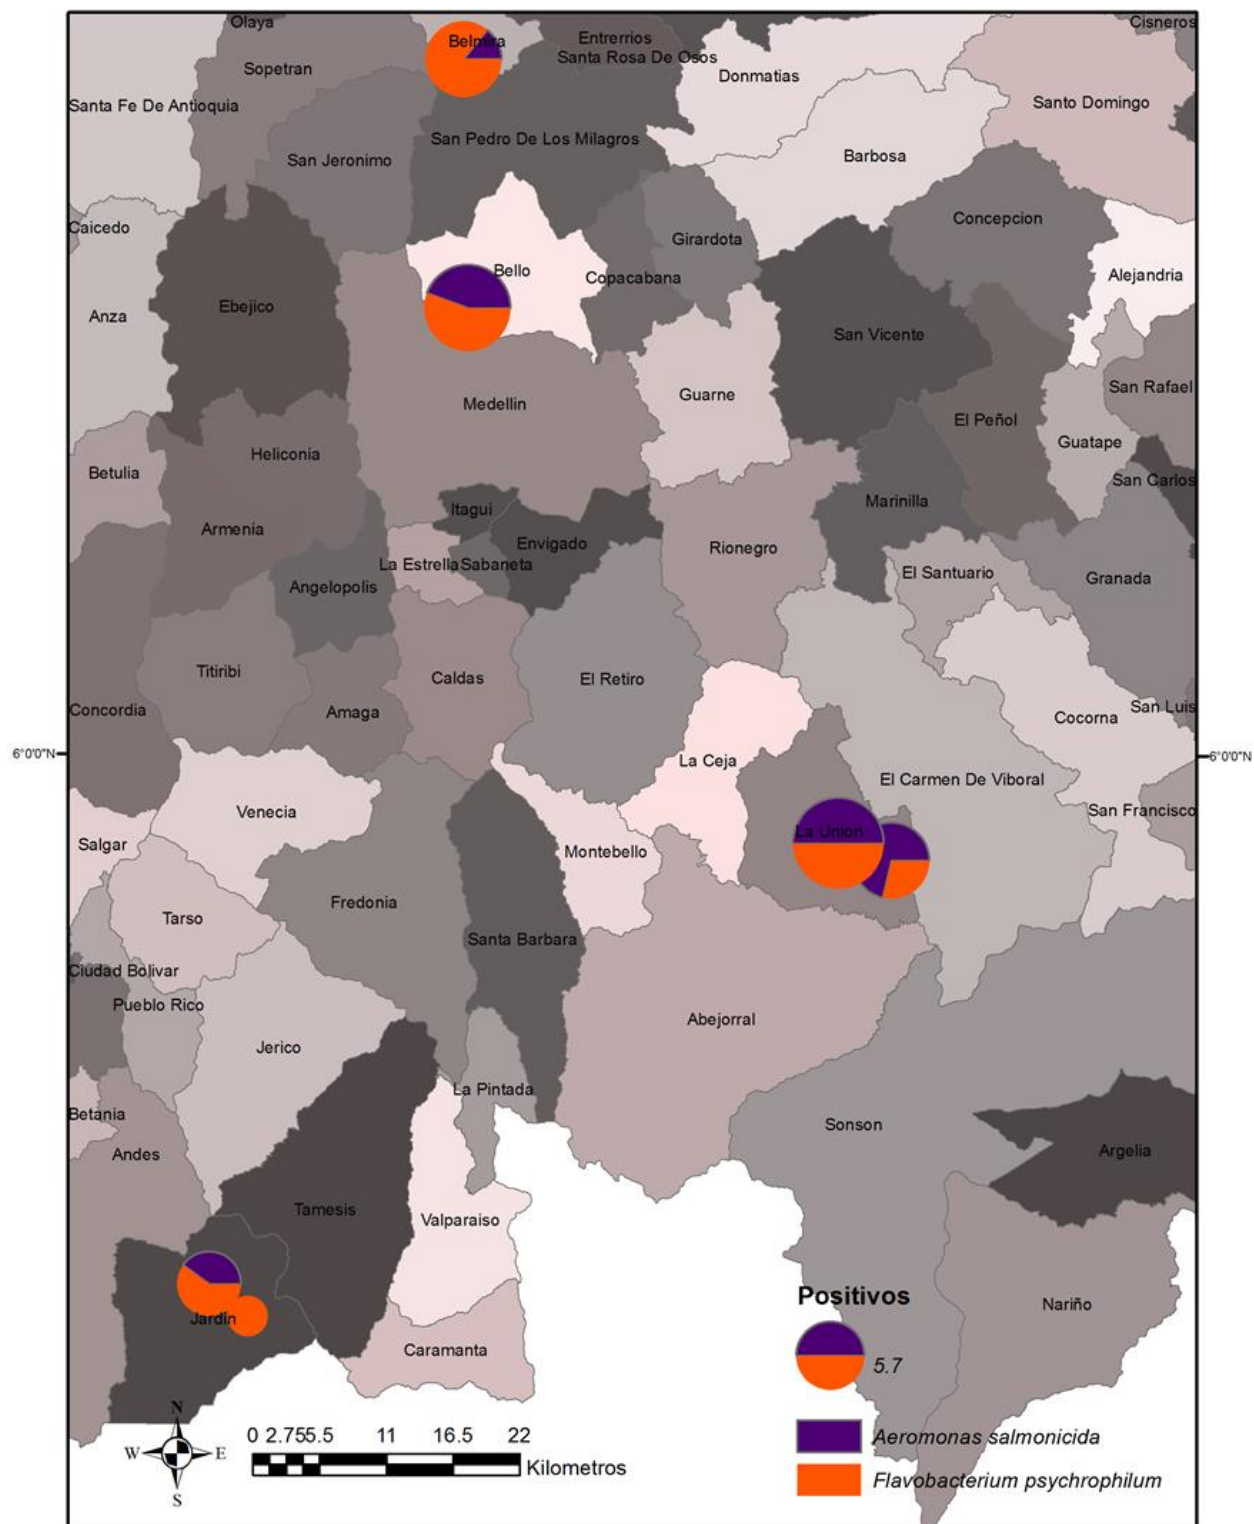 Olaya
Cisneros
Belmira
Entrerrios
Santa Rosa De Osos
Sopetran
Donmatias
Santa Fe De Antioquia
Santo Domingo
San Pedro De Los Milagros
Barbosa
San Jeronimo
Concepcion
Caicedo
Girardota
Bello
Copacabana
Alejandria
Ebejico
Anza
San Vicente
San Rafael
Guarne
Medellin
El Peñol
Guatape
Heliconia
Betulia
San Carlos
Marinilla
Itagui
Armenia
Envigado
Rionegro
La Estrella
Sabaneta
El Santuario
Granada
Angelopolis
Titiribi
Caldas
El Retiro
San Luis
Concordia
Amaga
Cocorna
6°0'0"N
6°0'0"N
La Ceja
El Carmen De Viboral
Venecia
San Francisco
La Union
Salgar
Montebello
Fredonia
Tarso
Santa Barbara
Ciudad Bolivar
Pueblo Rico
Abejorral
Jerico
La Pintada
Betania
Sonson
Andes
Argelia
Tamesis
Valparaiso
Positivos
Nariño
Jardín
Caramanta
5.7
N
W
E
S
0 2.75 5.5 11 16.5 22
Kilometros
Aeromonas salmonicida
Flavobacterium psychrophilum